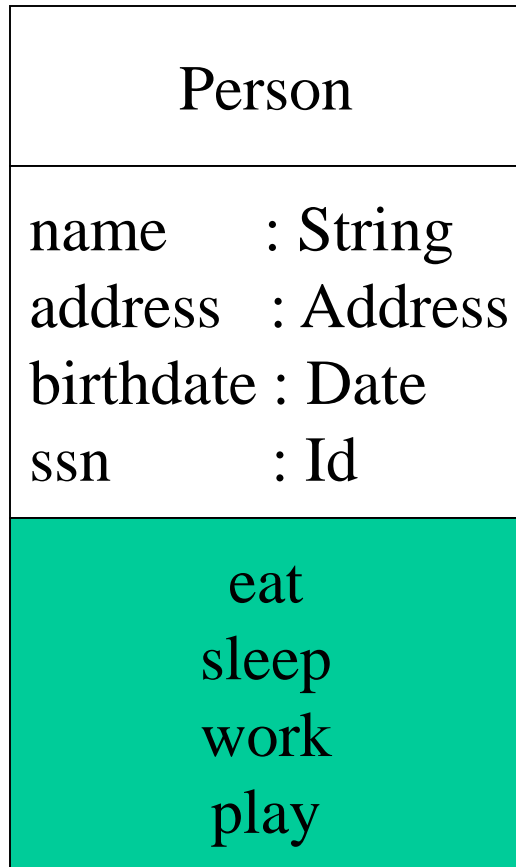 Person
name : String
address : Address
birthdate : Date
ssn : Id
eat
sleep
work
play